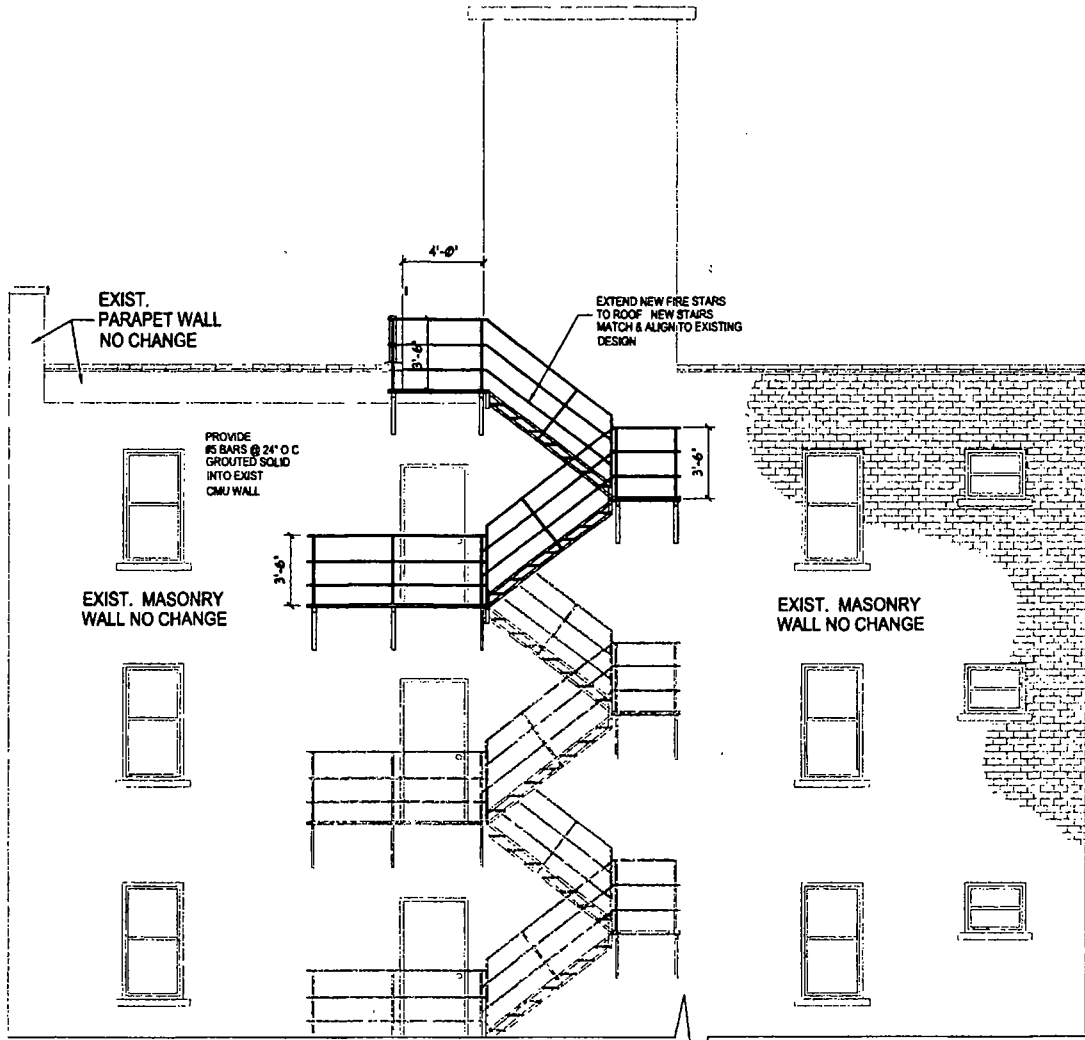 4'-0"
EXIST.
PARAPET WALL
NO CHANGE
EXTEND NEW FIRE STARS
TO ROOF NEW STAIRS
MATCH & ALIGN TO EXISTING
DESIGN
3'-6"
PROVIDE
#5 BARS @ 24" O C
GROUTED SOLID
INTO EXIST
CMU WALL
3'-6"
3'-6"
EXIST. MASONRY
WALL NO CHANGE
EXIST. MASONRY
WALL NO CHANGE